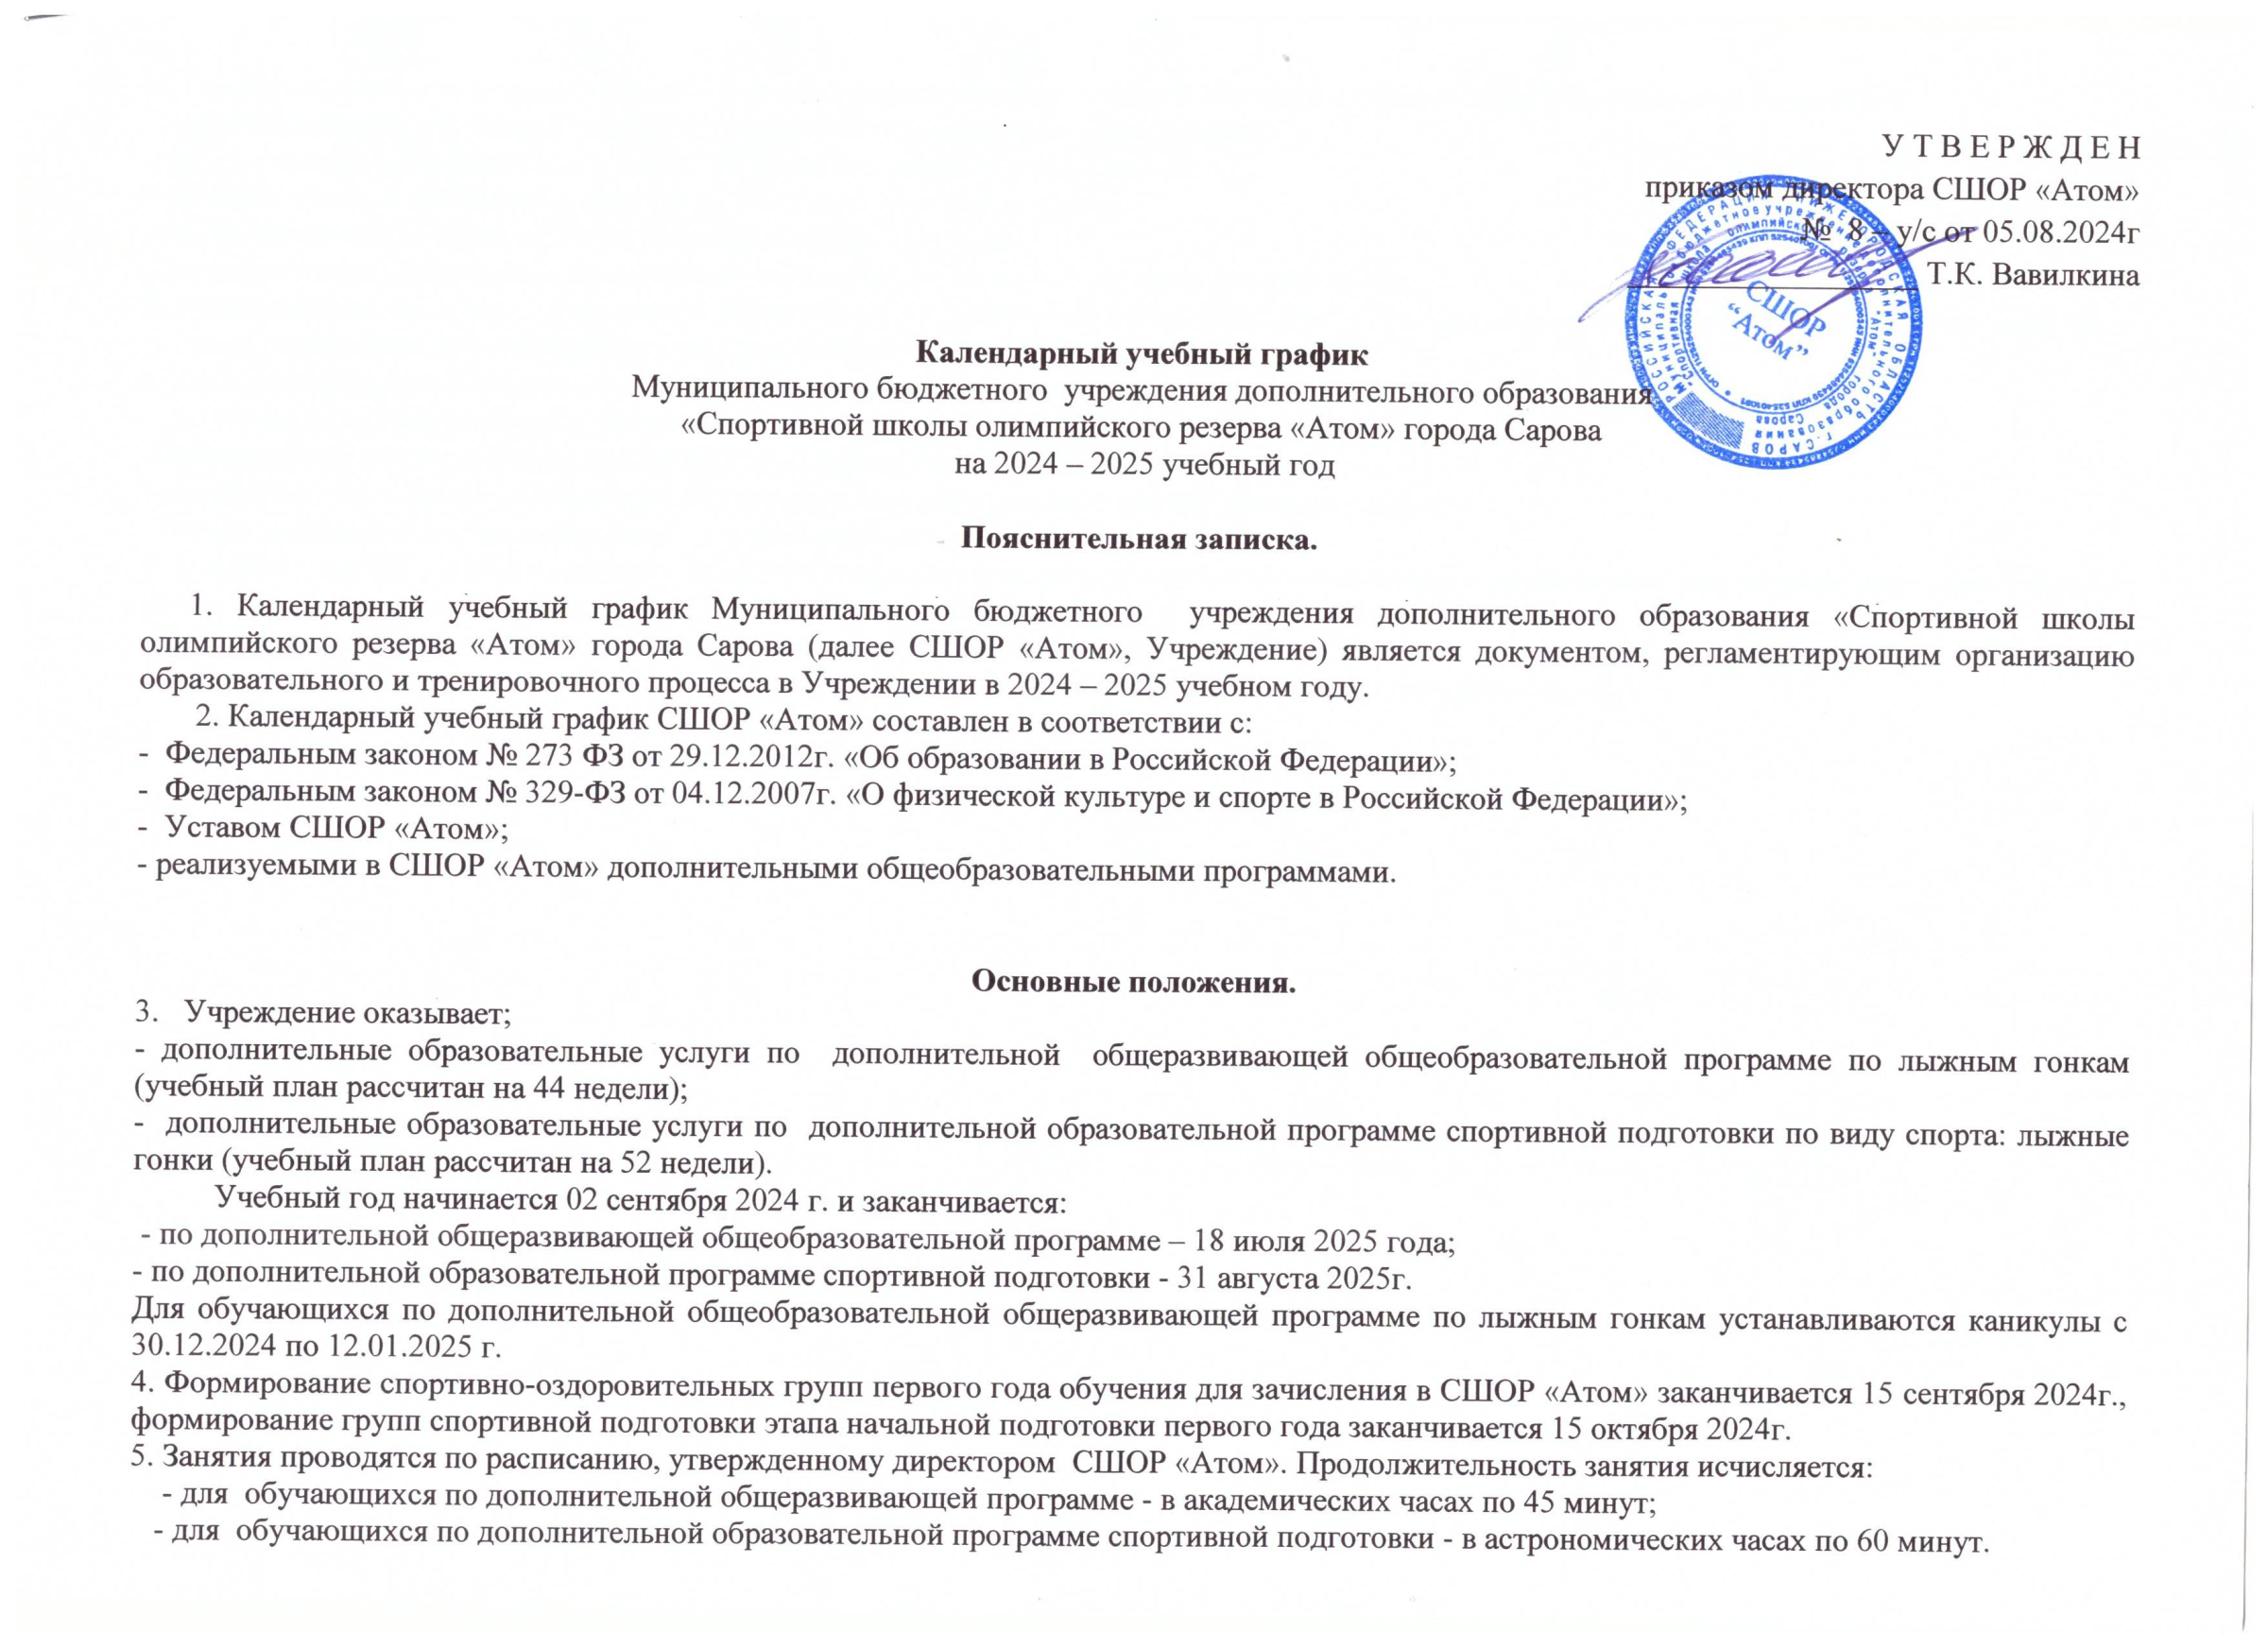 У Т В Е Р Ж Д Е Н
приказом директора СШОР «Атом»
№ 8 – у/с от 05.08.2024г
Т.К. Вавилкина
СШОР
“Атом”
Календарный учебный график
Муниципального бюджетного учреждения дополнительного образования
«Спортивной школы олимпийского резерва «Атом» города Сарова
на 2024 – 2025 учебный год
Пояснительная записка.
1. Календарный учебный график Муниципального бюджетного учреждения дополнительного образования «Спортивной школы
олимпийского резерва «Атом» города Сарова (далее СШОР «Атом», Учреждение) является документом, регламентирующим организацию
образовательного и тренировочного процесса в Учреждении в 2024 – 2025 учебном году.
2. Календарный учебный график СШОР «Атом» составлен в соответствии с:
- Федеральным законом № 273 ФЗ от 29.12.2012г. «Об образовании в Российской Федерации»;
- Федеральным законом № 329-ФЗ от 04.12.2007г. «О физической культуре и спорте в Российской Федерации»;
- Уставом СШОР «Атом»;
- реализуемыми в СШОР «Атом» дополнительными общеобразовательными программами.
Основные положения.
3. Учреждение оказывает;
- дополнительные образовательные услуги по дополнительной общеразвивающей общеобразовательной программе по лыжным гонкам
(учебный план рассчитан на 44 недели);
- дополнительные образовательные услуги по дополнительной образовательной программе спортивной подготовки по виду спорта: лыжные
гонки (учебный план рассчитан на 52 недели).
Учебный год начинается 02 сентября 2024 г. и заканчивается:
- по дополнительной общеразвивающей общеобразовательной программе – 18 июля 2025 года;
- по дополнительной образовательной программе спортивной подготовки - 31 августа 2025г.
Для обучающихся по дополнительной общеобразовательной общеразвивающей программе по лыжным гонкам устанавливаются каникулы с
30.12.2024 по 12.01.2025 г.
4. Формирование спортивно-оздоровительных групп первого года обучения для зачисления в СШОР «Атом» заканчивается 15 сентября 2024г.,
формирование групп спортивной подготовки этапа начальной подготовки первого года заканчивается 15 октября 2024г.
5. Занятия проводятся по расписанию, утвержденному директором СШОР «Атом». Продолжительность занятия исчисляется:
- для обучающихся по дополнительной общеразвивающей программе - в академических часах по 45 минут;
- для обучающихся по дополнительной образовательной программе спортивной подготовки - в астрономических часах по 60 минут.